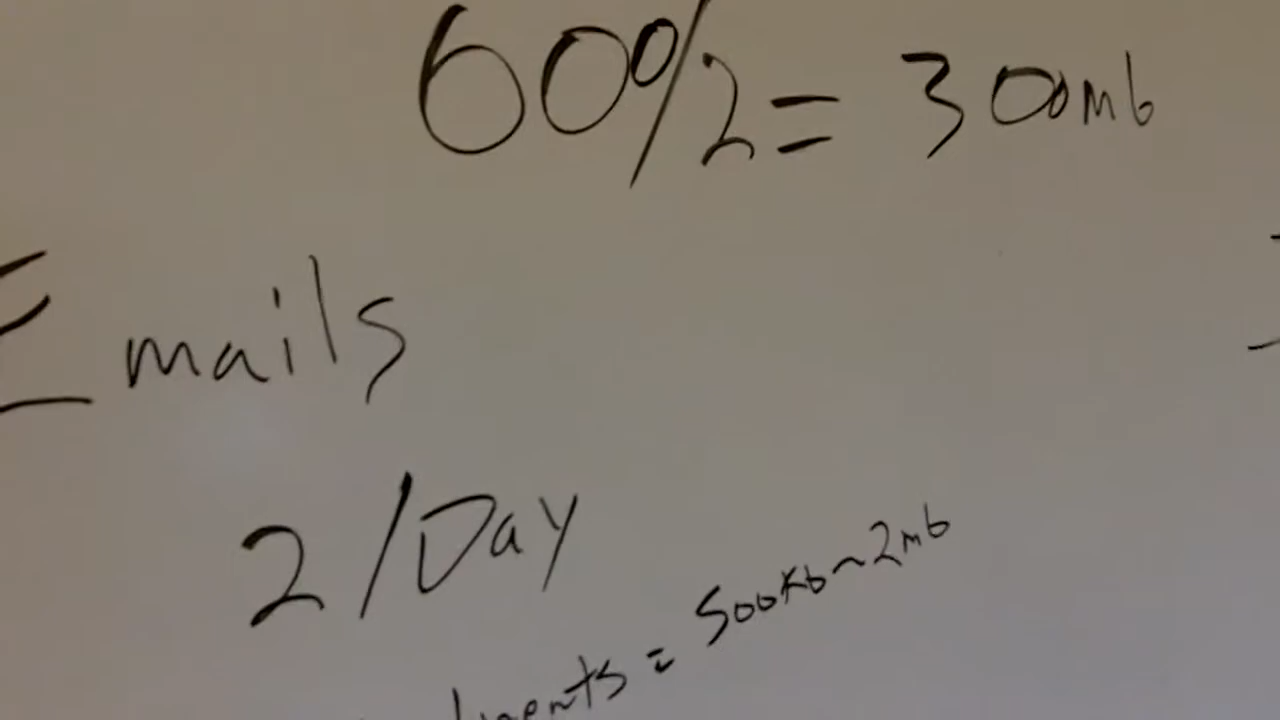 600/2 = 300mb
Emails
2/Day
= 500Kb ~ 2mb